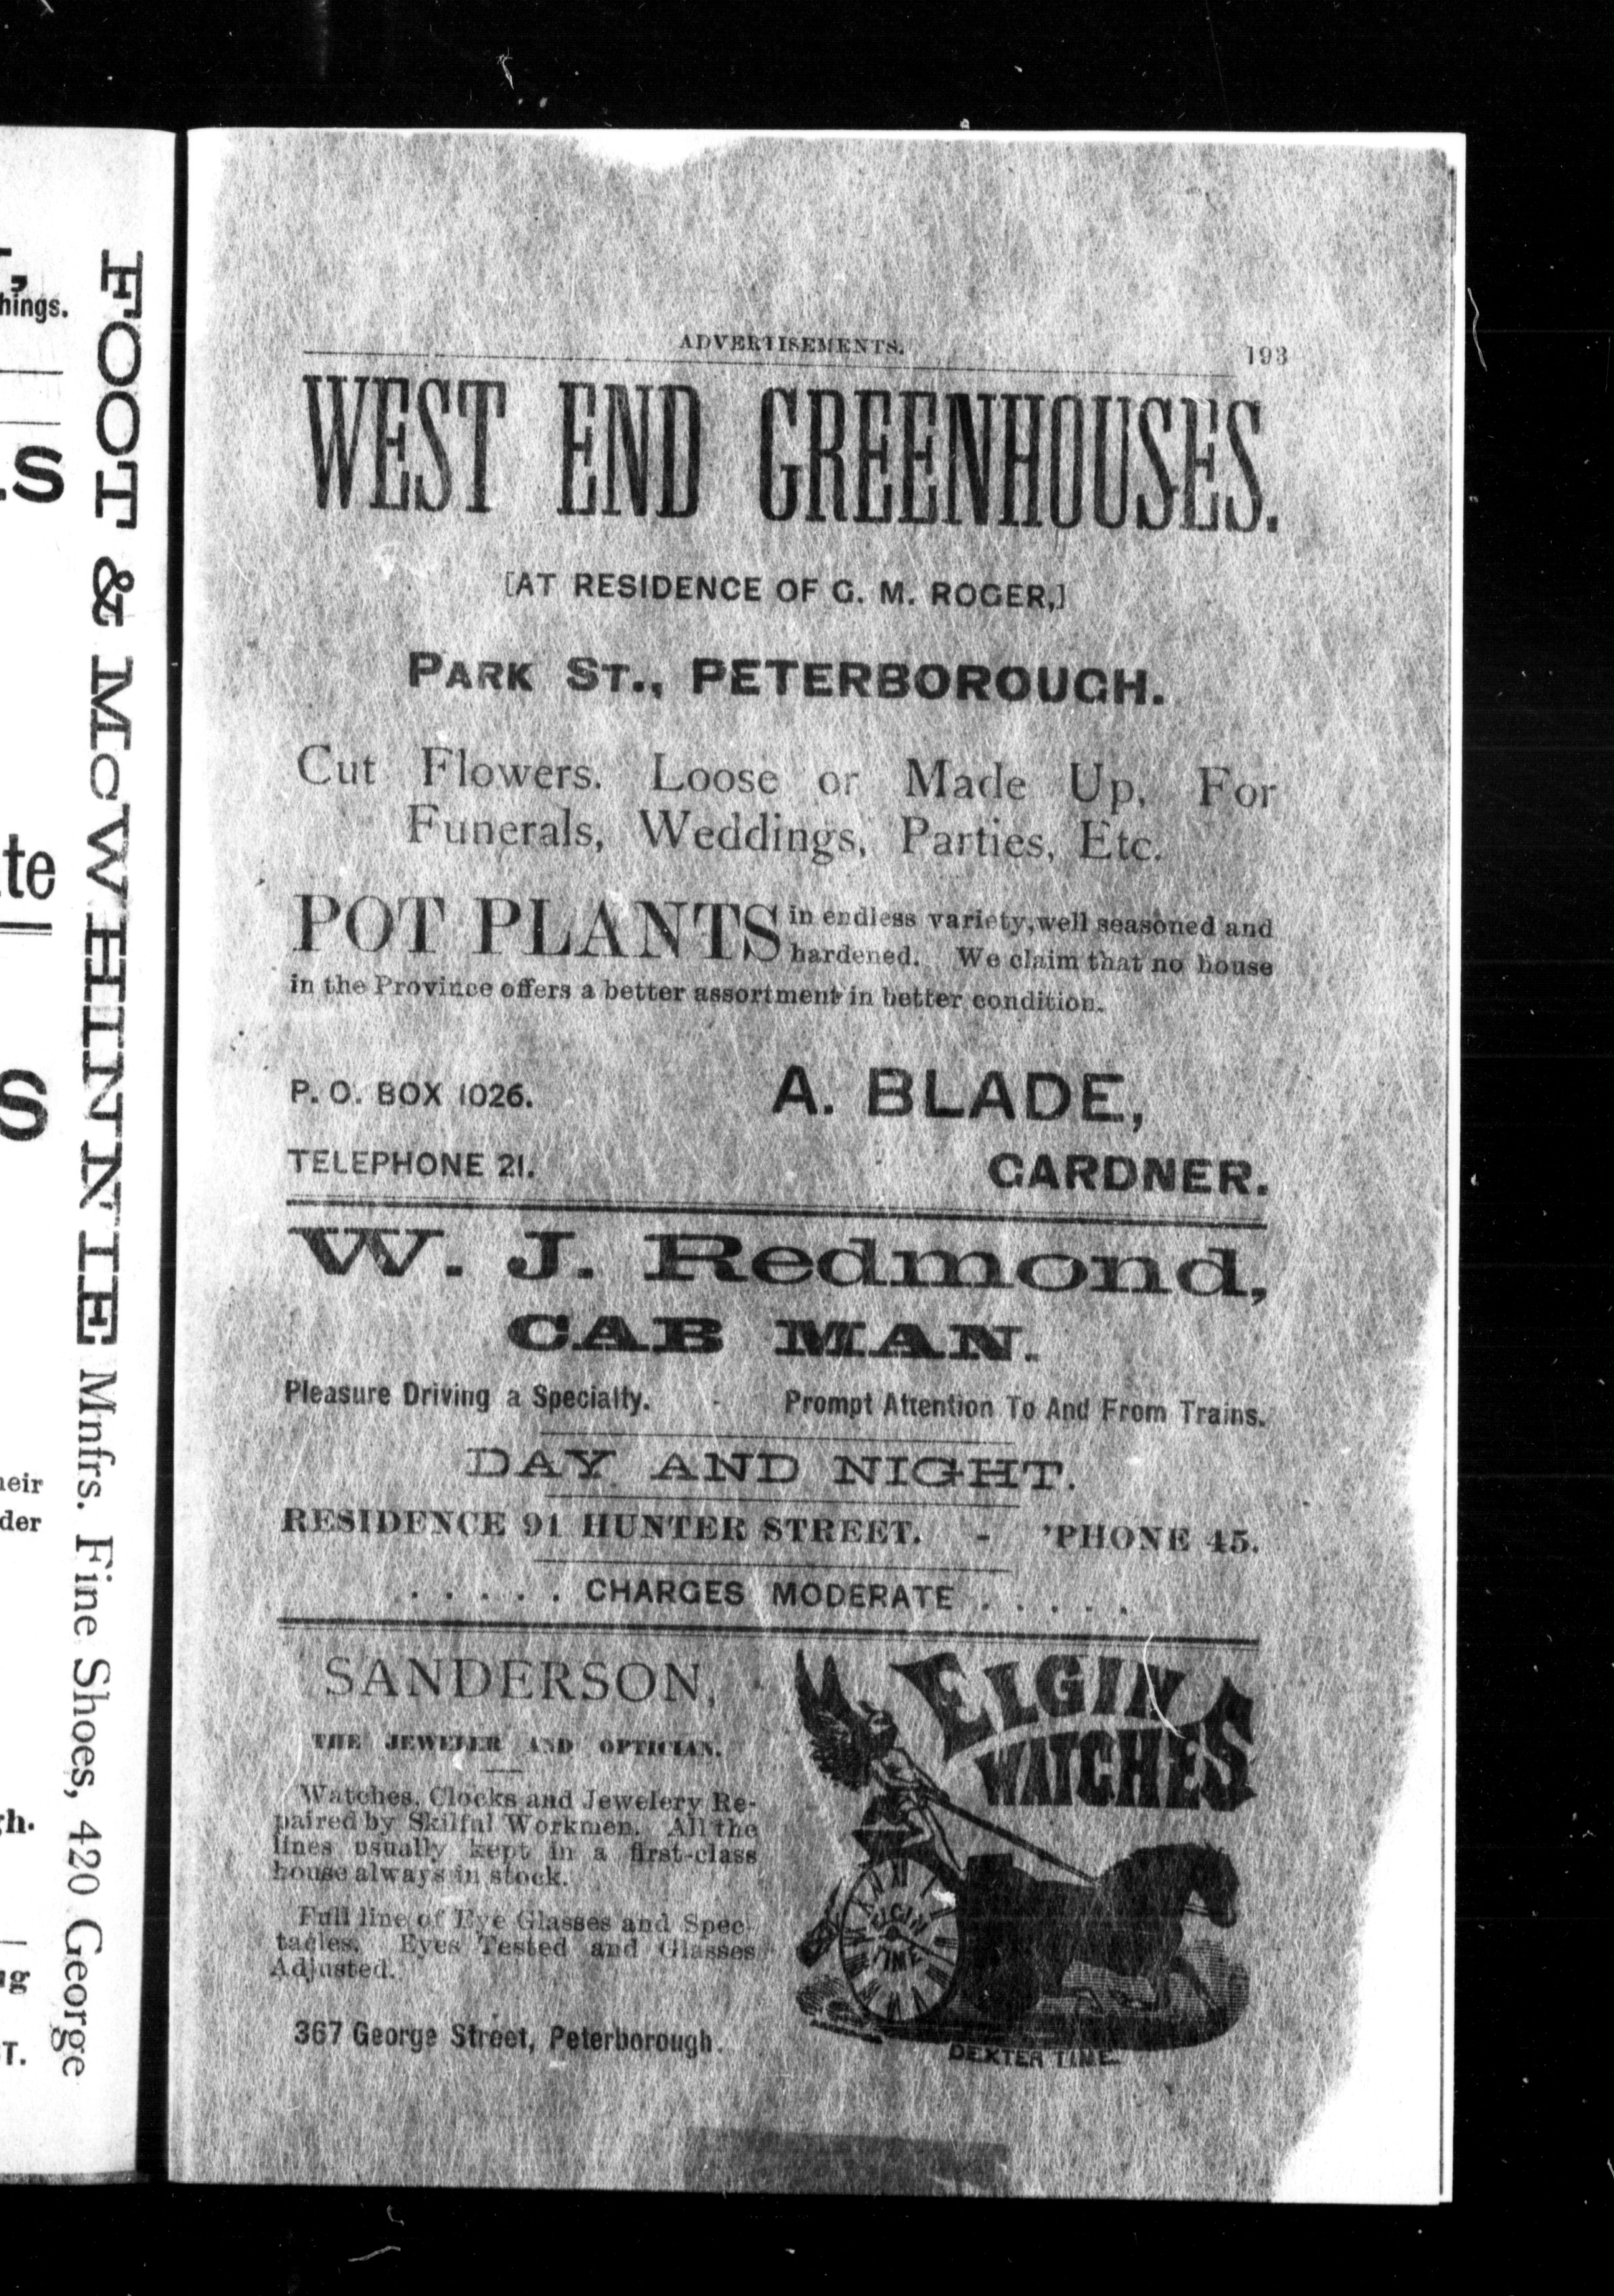 hings.
te
heir
der
gh.
FOOT & McWHINNIE Mnfrs. Fine Shoes, 420 George
ADVERTISEMENTS. 193
WEST END GREENHOUSES.
[AT RESIDENCE OF G. M. ROGER,]
PARK ST., PETERBOROUGH.
Cut Flowers. Loose or Made Up, For
Funerals, Weddings, Parties, Etc.
POT PLANTS in endless variety, well seasoned and
hardened. We claim that no house
in the Province offers a better assortment in better condition.
P. O. BOX 1026. A. BLADE,
TELEPHONE 21. GARDNER.
W. J. Redmond,
CAB MAN.
Pleasure Driving a Specialty. - Prompt Attention To And From Trains.
DAY AND NIGHT.
RESIDENCE 91 HUNTER STREET. - 'PHONE 45.
. . . . . CHARGES MODERATE . . . . .
SANDERSON,
THE JEWELER AND OPTICIAN.
Watches, Clocks and Jewelery Re-
paired by Skilful Workmen. All the
lines usually kept in a first-class
house always in stock.
Full line of Eye Glasses and Spec-
tacles. Eyes Tested and Glasses
Adjusted.
367 George Street, Peterborough.
ELGIN
WATCHES
ELGIN
TIME
DEXTER TIME.